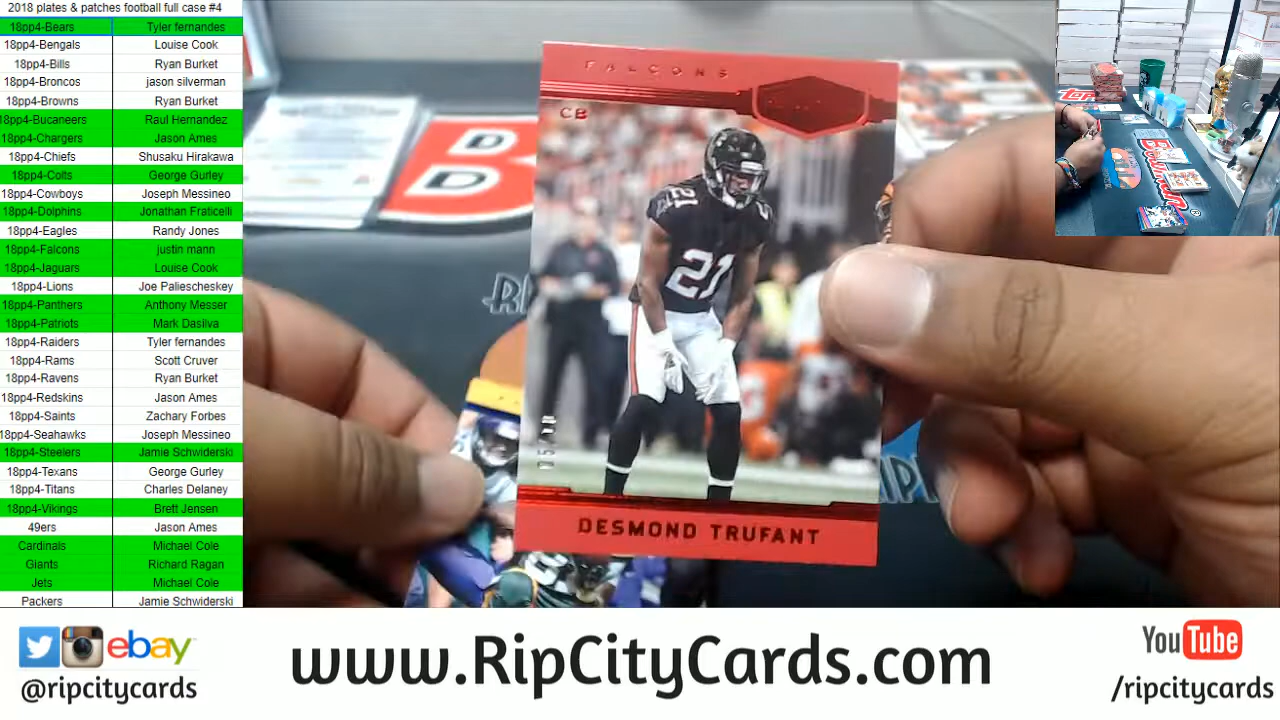 2018 plates & patches football full case #4
18pp4-Bears Tyler fernandes
18pp4-Bengals Louise Cook
18pp4-Bills Ryan Burket
18pp4-Broncos jason silverman
18pp4-Browns Ryan Burket
18pp4-Bucaneers Raul Hernandez
18pp4-Chargers Jason Ames
18pp4-Chiefs Shusaku Hirakawa
18pp4-Colts George Gurley
18pp4-Cowboys Joseph Messineo
18pp4-Dolphins Jonathan Fraticelli
18pp4-Eagles Randy Jones
18pp4-Falcons justin mann
18pp4-Jaguars Louise Cook
18pp4-Lions Joe Paliescheskey
18pp4-Panthers Anthony Messer
18pp4-Patriots Mark Dasilva
18pp4-Raiders Tyler fernandes
18pp4-Rams Scott Cruver
18pp4-Ravens Ryan Burket
18pp4-Redskins Jason Ames
18pp4-Saints Zachary Forbes
18pp4-Seahawks Joseph Messineo
18pp4-Steelers Jamie Schwiderski
18pp4-Texans George Gurley
18pp4-Titans Charles Delaney
18pp4-Vikings Brett Jensen
49ers Jason Ames
Cardinals Michael Cole
Giants Richard Ragan
Jets Michael Cole
Packers Jamie Schwiderski
FALCONS
CB
21
DESMOND TRUFANT
Bowman
ebay
@ripcitycards
www.RipCityCards.com
YouTube
/ripcitycards